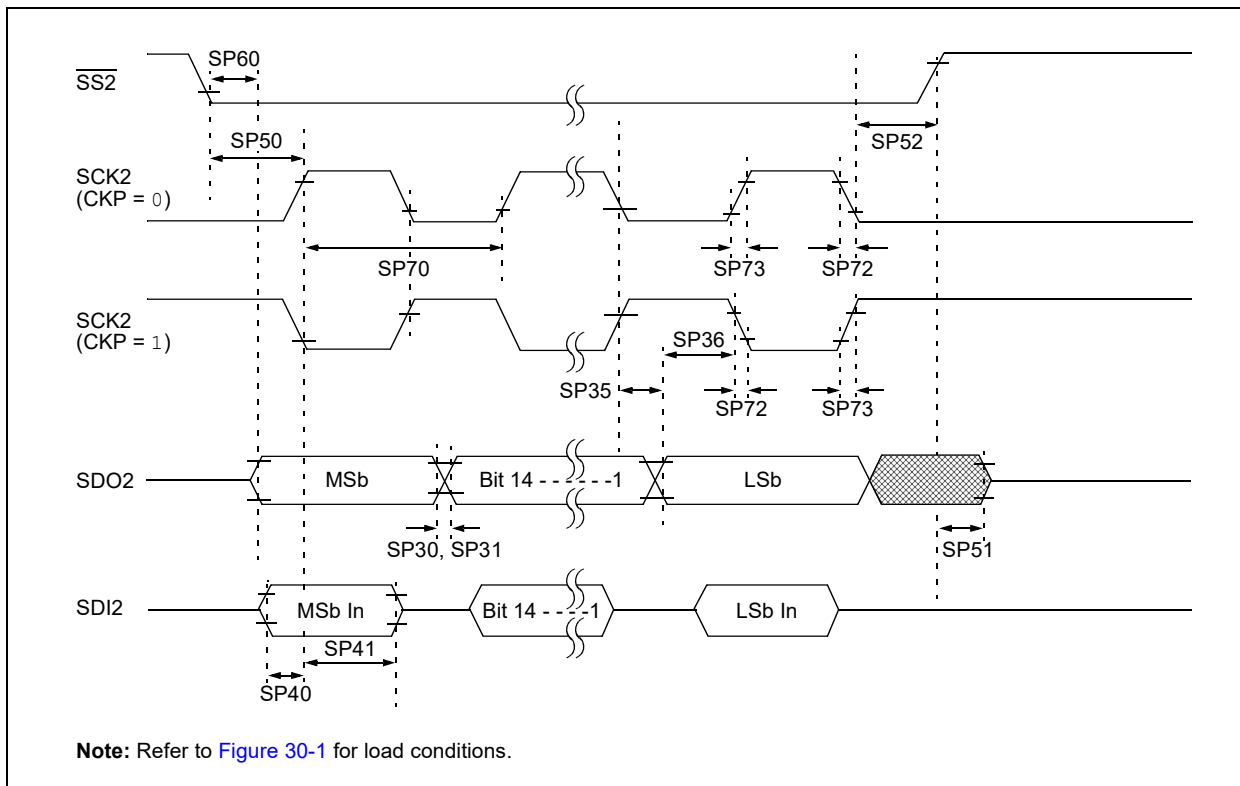 SP60
SS2
SP50
SP52
SCK2
(CKP = 0)
SP70
SP73
SP72
SCK2
(CKP = 1)
SP36
SP35
SP72
SP73
SDO2
MSb
Bit 14 - - - - - -1
LSb
SP30, SP31
SP51
SDI2
MSb In
Bit 14 - - - -1
LSb In
SP41
SP40
Note: Refer to Figure 30-1 for load conditions.